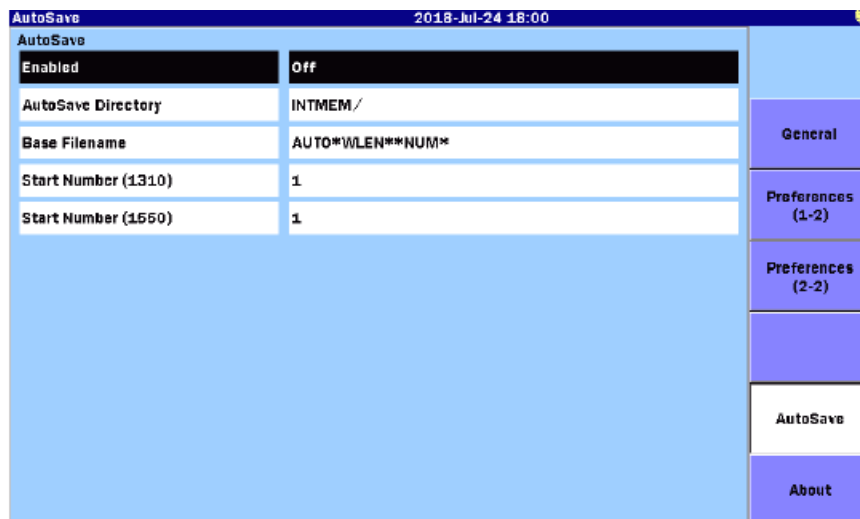 AutoSave 2018-Jul-24 18:00
AutoSave
Enabled Off
AutoSave Directory INTMEM/
Base Filename AUTO*WLEN**NUM*
Start Number (1310) 1
Start Number (1550) 1
General
Preferences
(1-2)
Preferences
(2-2)
AutoSave
About